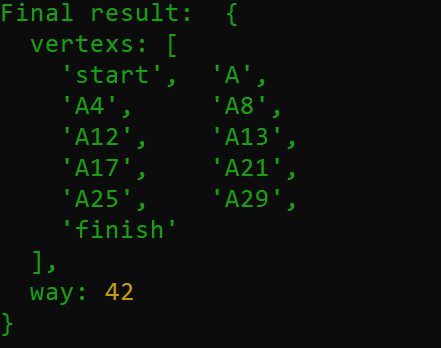 Final result:  {
  vertexs: [
    'start',  'A',
    'A4',     'A8',
    'A12',    'A13',
    'A17',    'A21',
    'A25',    'A29',
    'finish'
  ],
  way: 42
}